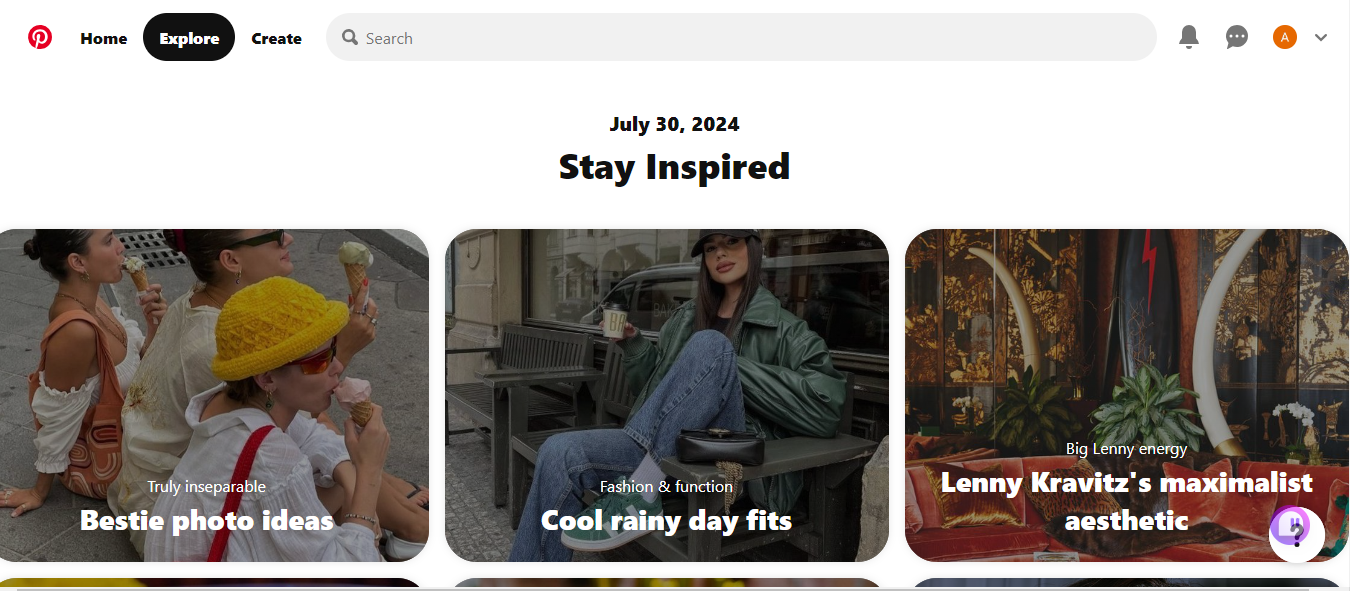 Home
Explore
Create
Search
A
July 30, 2024
Stay Inspired
Truly inseparable
Bestie photo ideas
Fashion & function
Cool rainy day fits
Big Lenny energy
Lenny Kravitz's maximalist
aesthetic
?